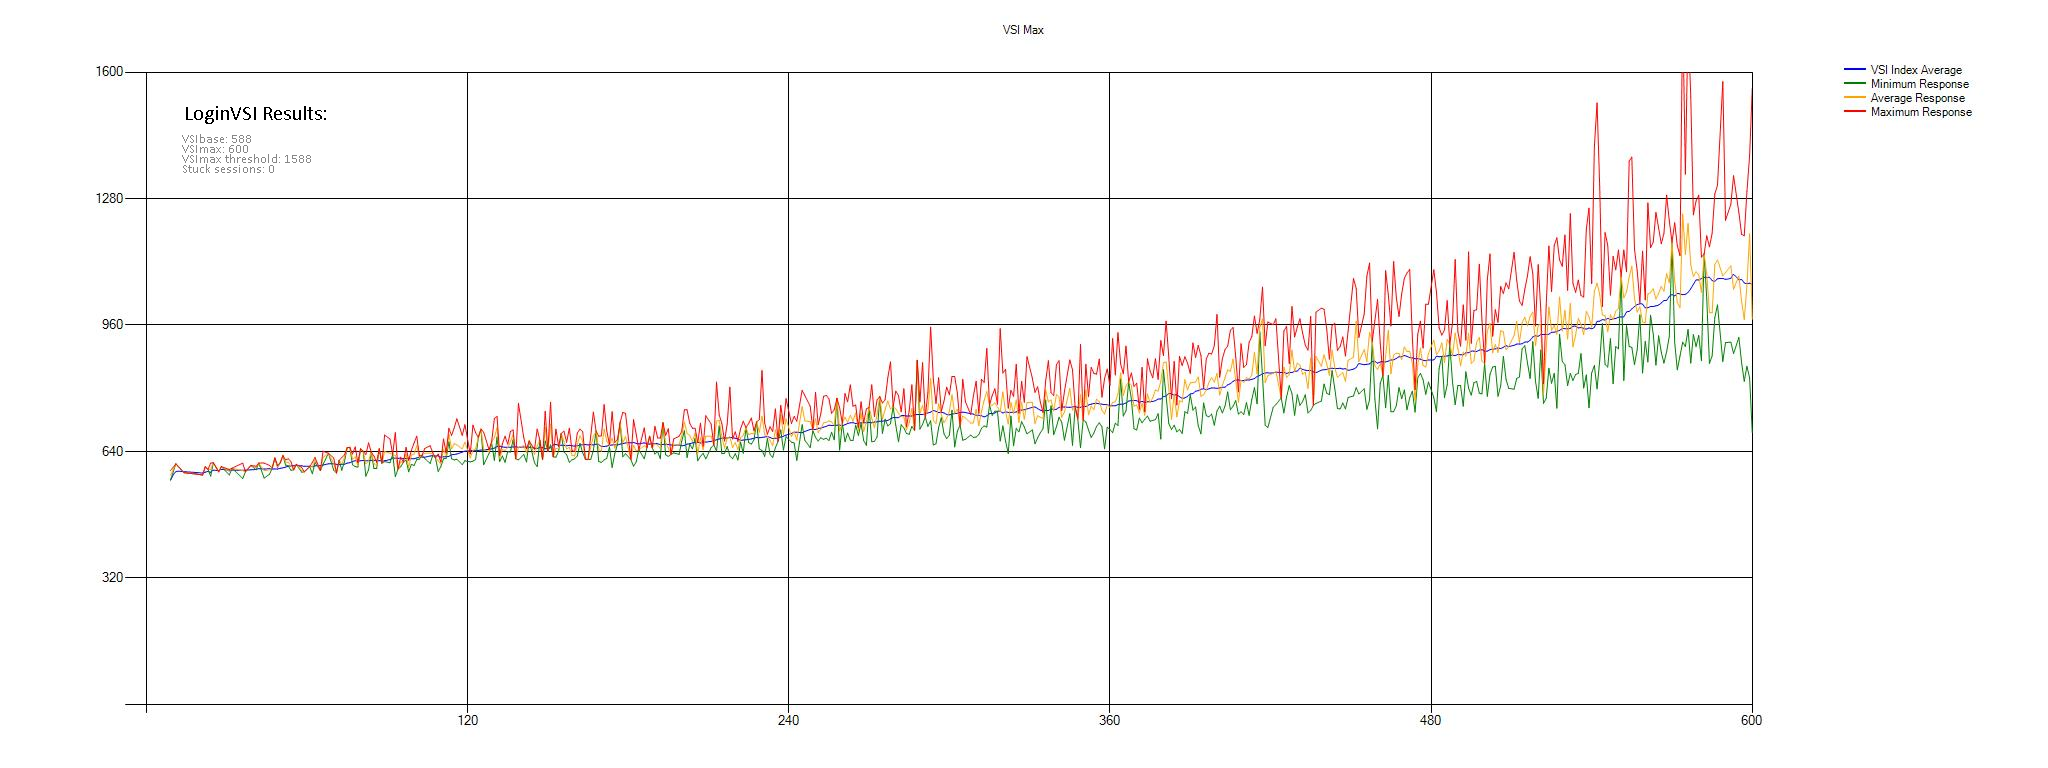 VSI Max
1600
1280
960
640
320
LoginVSI Results:
VSIbase: 588
VSImax: 600
VSImax threshold: 1588
Stuck sessions: 0
VSI Index Average
Minimum Response
Average Response
Maximum Response
120 240 360 480 600